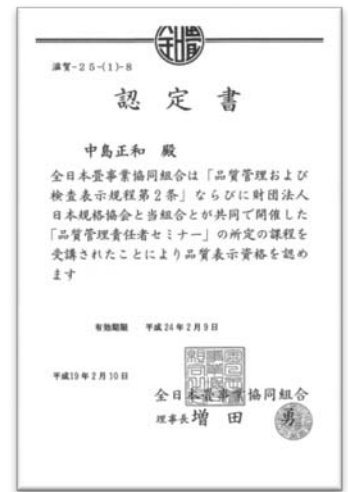 全畳
滋賀-25-(1)-8
認定書
中島正和 殿
全日本畳事業協同組合は「品質管理および
検査表示規程第2条」ならびに財団法人
日本規格協会と当組合とが共同で開催した
「品質管理責任者セミナー」の所定の課程を
受講されたことにより品質表示資格を認め
ます
有効期限 平成24年2月9日
平成19年2月10日
全日本畳事業協同組合
理事長 増田 勇